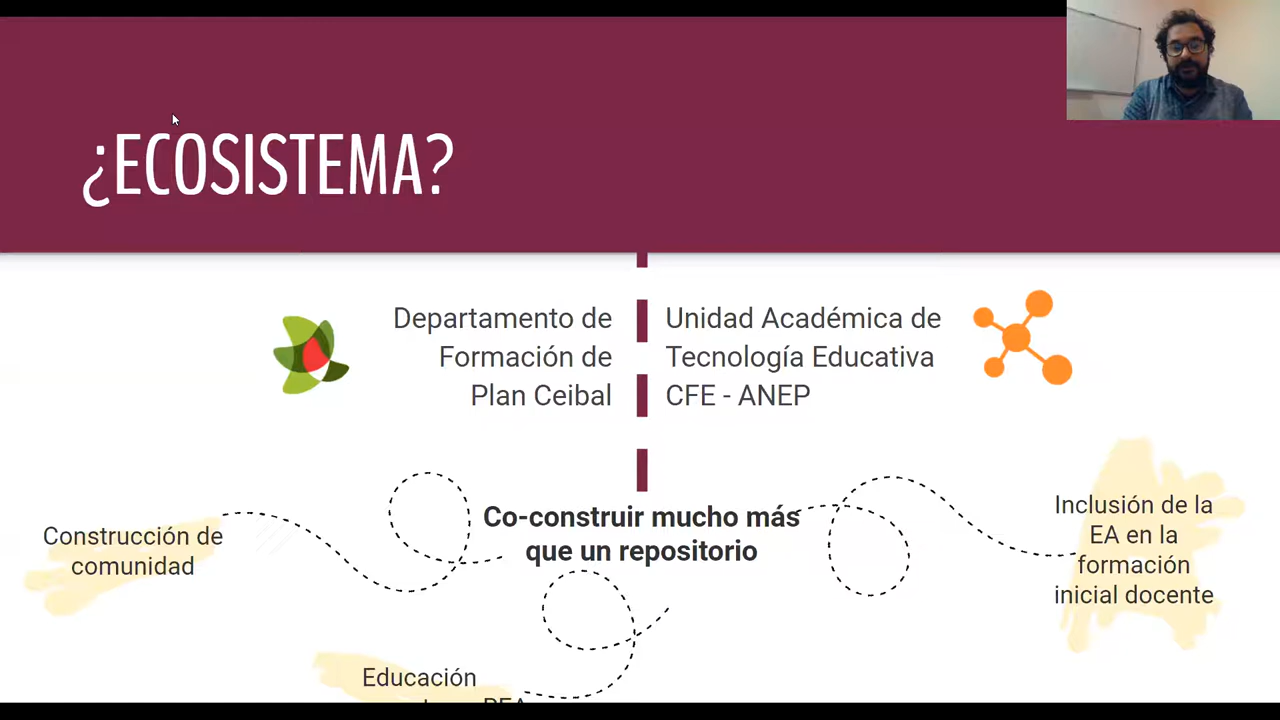 ¿ECOSISTEMA?
Departamento de
Formación de
Plan Ceibal
Unidad Académica de
Tecnología Educativa
CFE - ANEP
Co-construir mucho más
que un repositorio
Construcción de
comunidad
Inclusión de la
EA en la
formación
inicial docente
Educación